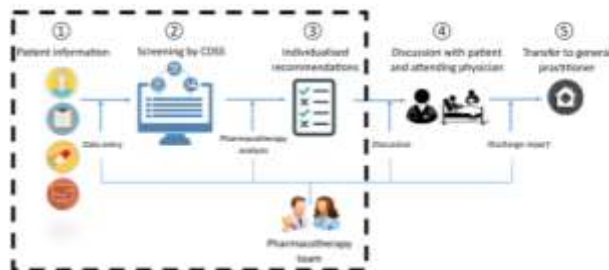 ①
Patient information
②
Screening by CDSS
③
Individualised
recommendations
④
Discussion with patient
and attending physician
⑤
Transfer to general
practitioner
Data entry
Pharmacotherapy
analysis
Discussion
Discharge report
Pharmacotherapy
team